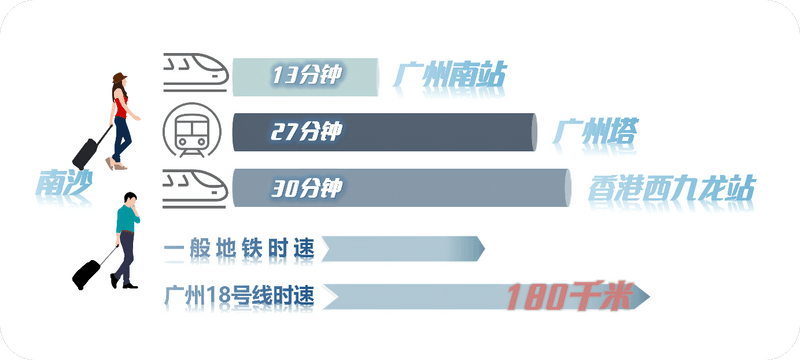 13分钟 广州南站
27分钟 广州塔
30分钟 香港西九龙站
南沙
一般地铁时速
广州18号线时速 180千米